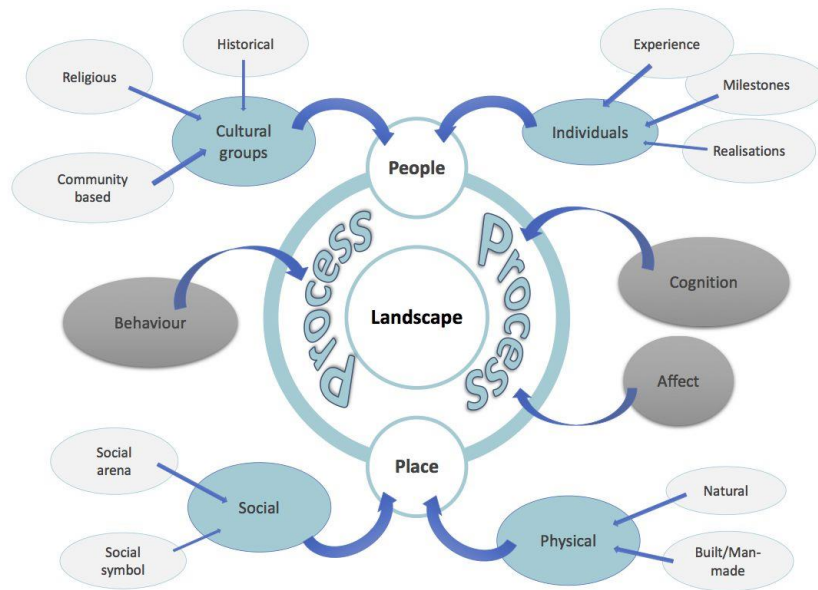 Historical
Religious
Cultural
groups
Community
based
Experience
Milestones
Individuals
Realisations
People
Process
Process
Landscape
Behaviour
Cognition
Affect
Place
Social
arena
Social
Social
symbol
Natural
Physical
Built/Man-
made